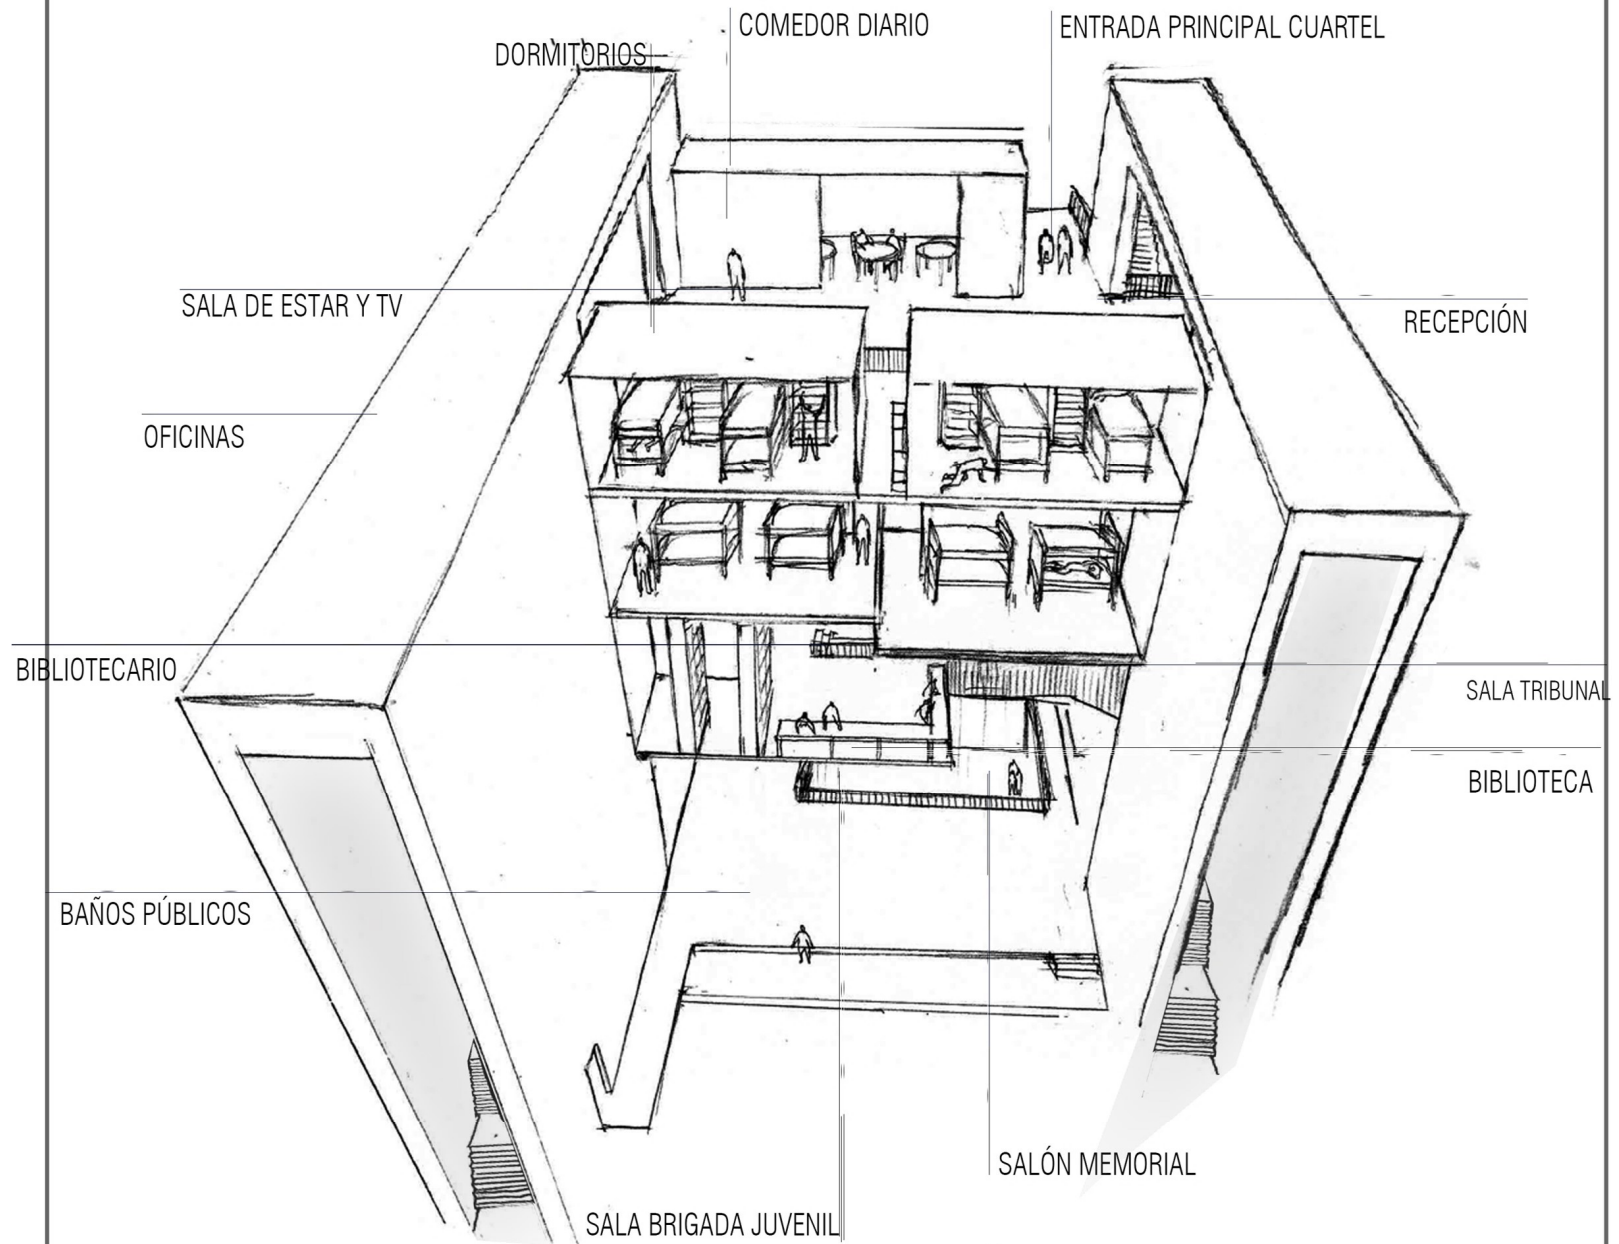 COMEDOR DIARIO
ENTRADA PRINCIPAL CUARTEL
DORMITORIOS
SALA DE ESTAR Y TV
RECEPCIÓN
OFICINAS
BIBLIOTECARIO
SALA TRIBUNAL
BIBLIOTECA
BAÑOS PÚBLICOS
SALÓN MEMORIAL
SALA BRIGADA JUVENIL